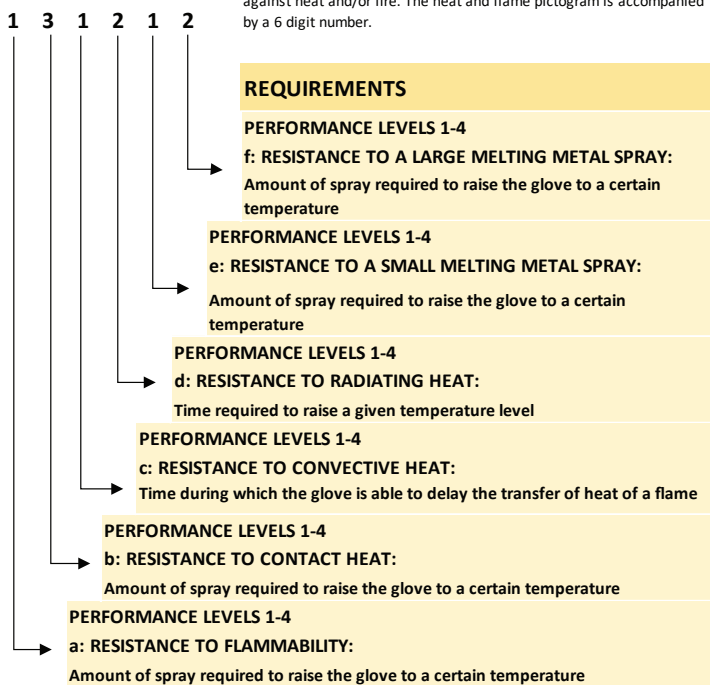 against heat and/or fire. The heat and flame pictogram is accompanied
by a 6 digit number.
1 3 1 2 1 2
REQUIREMENTS
PERFORMANCE LEVELS 1-4
f: RESISTANCE TO A LARGE MELTING METAL SPRAY:
Amount of spray required to raise the glove to a certain
temperature
PERFORMANCE LEVELS 1-4
e: RESISTANCE TO A SMALL MELTING METAL SPRAY:
Amount of spray required to raise the glove to a certain
temperature
PERFORMANCE LEVELS 1-4
d: RESISTANCE TO RADIATING HEAT:
Time required to raise a given temperature level
PERFORMANCE LEVELS 1-4
c: RESISTANCE TO CONVECTIVE HEAT:
Time during which the glove is able to delay the transfer of heat of a flame
PERFORMANCE LEVELS 1-4
b: RESISTANCE TO CONTACT HEAT:
Amount of spray required to raise the glove to a certain temperature
PERFORMANCE LEVELS 1-4
a: RESISTANCE TO FLAMMABILITY:
Amount of spray required to raise the glove to a certain temperature